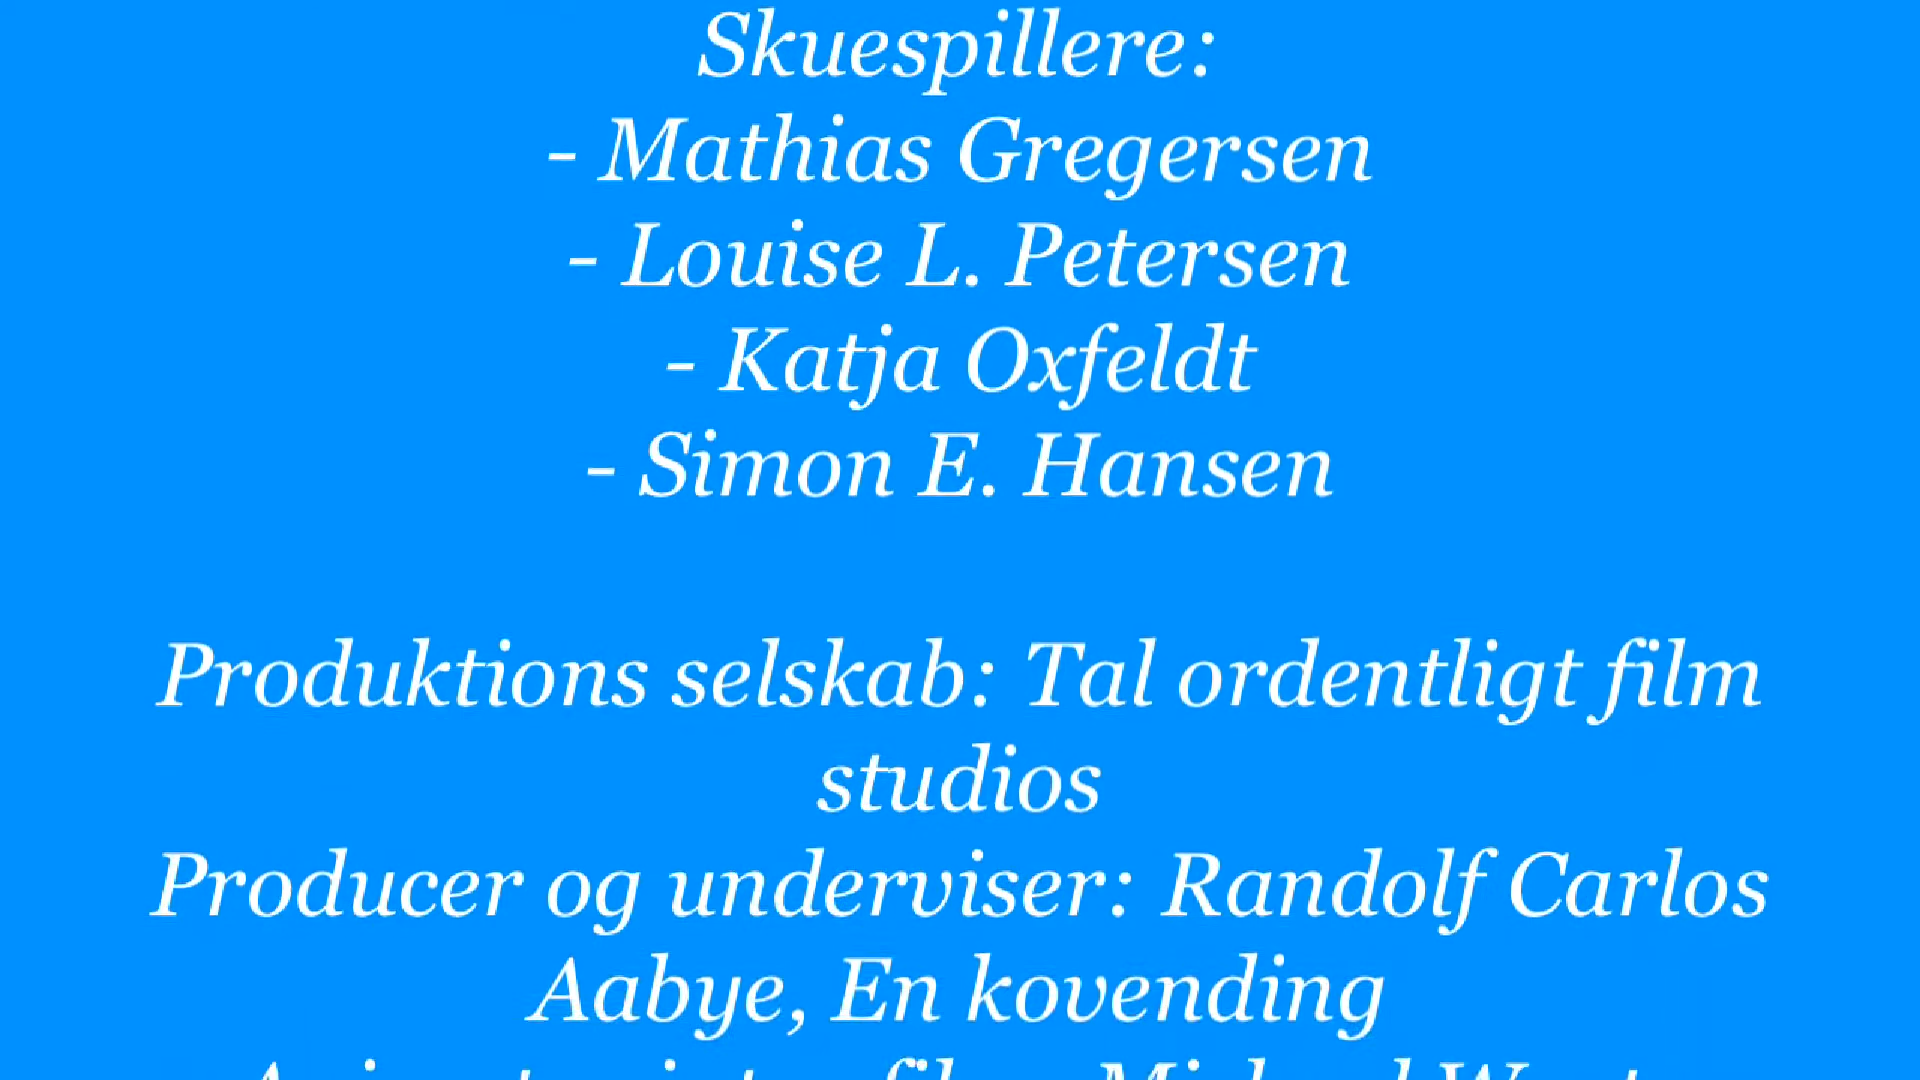 Skuespillere:
- Mathias Gregersen
- Louise L. Petersen
- Katja Oxfeldt
- Simon E. Hansen
Produktions selskab: Tal ordentligt film
studios
Producer og underviser: Randolf Carlos
Aabye, En kovending